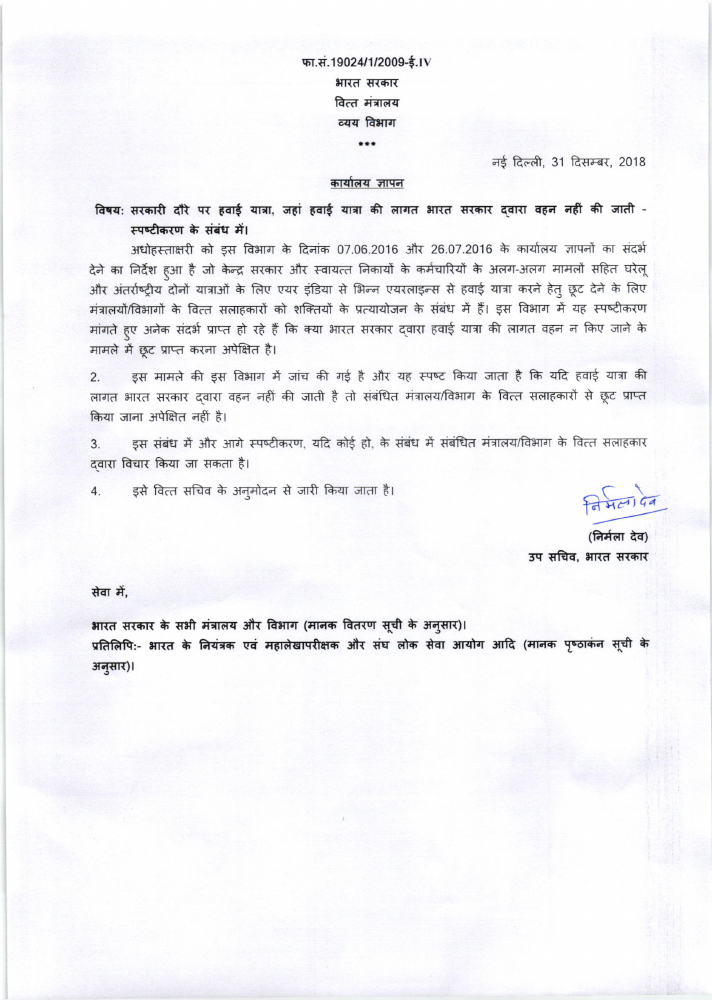 फा.सं.19024/1/2009-ई.IV
भारत सरकार
वित्त मंत्रालय
व्यय विभाग
***
नई दिल्ली, 31 दिसम्बर, 2018
कार्यालय ज्ञापन
विषय: सरकारी दौरे पर हवाई यात्रा, जहां हवाई यात्रा की लागत भारत सरकार द्वारा वहन नहीं की जाती -
स्पष्टीकरण के संबंध में।
अधोहस्ताक्षरी को इस विभाग के दिनांक 07.06.2016 और 26.07.2016 के कार्यालय ज्ञापनों का संदर्भ
देने का निर्देश हुआ है जो केन्द्र सरकार और स्वायत्त निकायों के कर्मचारियों के अलग-अलग मामलों सहित घरेलू
और अंतर्राष्ट्रीय दोनों यात्राओं के लिए एयर इंडिया से भिन्न एयरलाइन्स से हवाई यात्रा करने हेतु छूट देने के लिए
मंत्रालयों/विभागों के वित्त सलाहकारों को शक्तियों के प्रत्यायोजन के संबंध में हैं। इस विभाग में यह स्पष्टीकरण
मांगते हुए अनेक संदर्भ प्राप्त हो रहे हैं कि क्या भारत सरकार द्वारा हवाई यात्रा की लागत वहन न किए जाने के
मामले में छूट प्राप्त करना अपेक्षित है।
2. इस मामले की इस विभाग में जांच की गई है और यह स्पष्ट किया जाता है कि यदि हवाई यात्रा की
लागत भारत सरकार द्वारा वहन नहीं की जाती है तो संबंधित मंत्रालय/विभाग के वित्त सलाहकारों से छूट प्राप्त
किया जाना अपेक्षित नहीं है।
3. इस संबंध में और आगे स्पष्टीकरण, यदि कोई हो, के संबंध में संबंधित मंत्रालय/विभाग के वित्त सलाहकार
द्वारा विचार किया जा सकता है।
4. इसे वित्त सचिव के अनुमोदन से जारी किया जाता है।
निर्मला देव
(निर्मला देव)
उप सचिव, भारत सरकार
सेवा में,
भारत सरकार के सभी मंत्रालय और विभाग (मानक वितरण सूची के अनुसार)।
प्रतिलिपि:- भारत के नियंत्रक एवं महालेखापरीक्षक और संघ लोक सेवा आयोग आदि (मानक पृष्ठाकंन सूची के
अनुसार)।